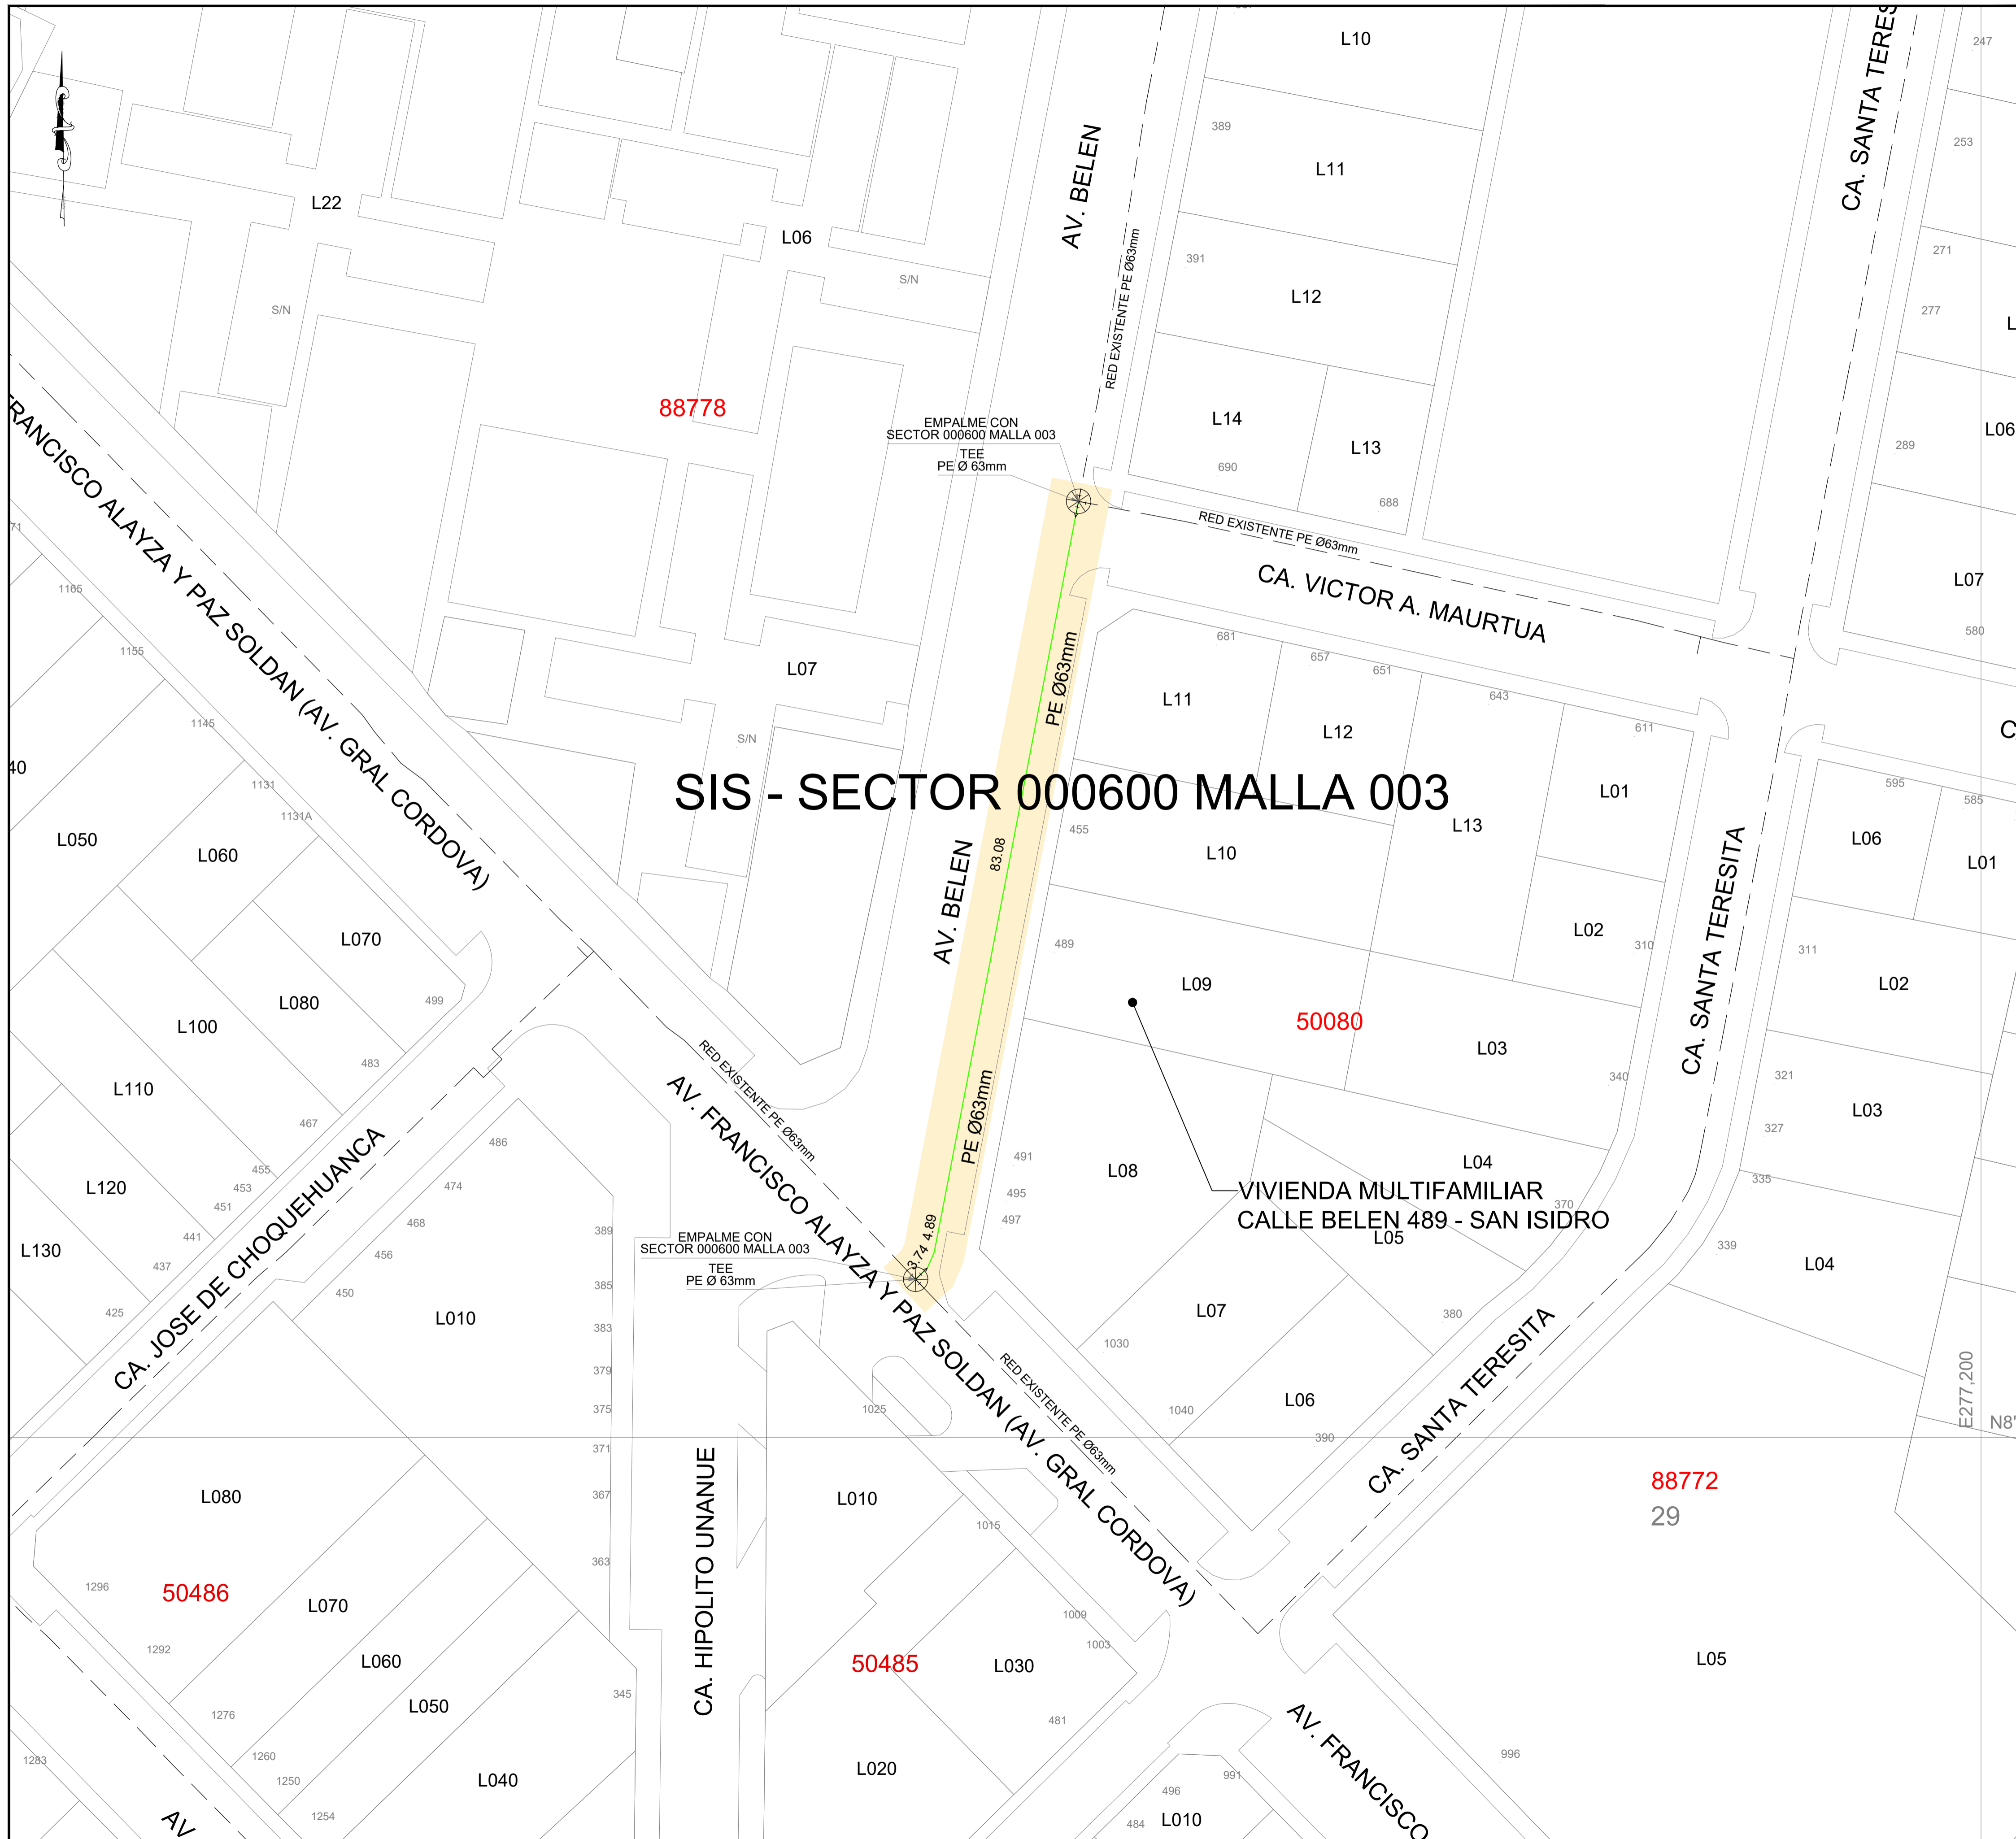 L10
CA. SANTA TERES
247
389
L11
253
AV. BELEN
L22
L06
S/N
S/N
391
L12
271
277
RED EXISTENTE PE Ø63mm
88778
EMPALME CON
SECTOR 000600 MALLA 003
TEE
PE Ø 63mm
L14
L13
690
688
289
L06
RED EXISTENTE PE Ø63mm
CA. VICTOR A. MAURTUA
L07
580
FRANCISCO ALAYZA Y PAZ SOLDAN (AV. GRAL CORDOVA)
71
1165
1155
1145
1131
1131A
40
L07
S/N
PE Ø63mm
681
657
651
643
611
L11
L12
L13
L01
SIS - SECTOR 000600 MALLA 003
595
585
L06
L01
L050
L060
L070
L080
L100
499
483
AV. BELEN
83.08
455
L10
489
L09
50080
L02
310
L03
340
CA. SANTA TERESITA
311
L02
321
L03
327
335
L110
467
455
453
451
441
437
425
L120
L130
CA. JOSE DE CHOQUEHUANCA
486
474
468
456
450
L010
RED EXISTENTE PE Ø63mm
AV. FRANCISCO ALAYZA Y PAZ SOLDAN (AV. GRAL CORDOVA)
PE Ø63mm
491
495
497
L08
L04
370
VIVIENDA MULTIFAMILIAR
CALLE BELEN 489 - SAN ISIDRO
L05
339
L04
EMPALME CON
SECTOR 000600 MALLA 003
TEE
PE Ø 63mm
3.74
4.89
389
385
383
379
375
371
367
363
345
L07
1030
380
L06
1040
390
CA. SANTA TERESITA
RED EXISTENTE PE Ø63mm
E277,200
1025
L010
1015
CA. HIPOLITO UNANUE
88772
29
L080
1296
50486
L070
1292
L060
L050
1276
1260
1250
1254
L040
1283
AV
1009
1003
50485
L030
481
L020
L05
AV. FRANCISCO
996
991
496
484
L010